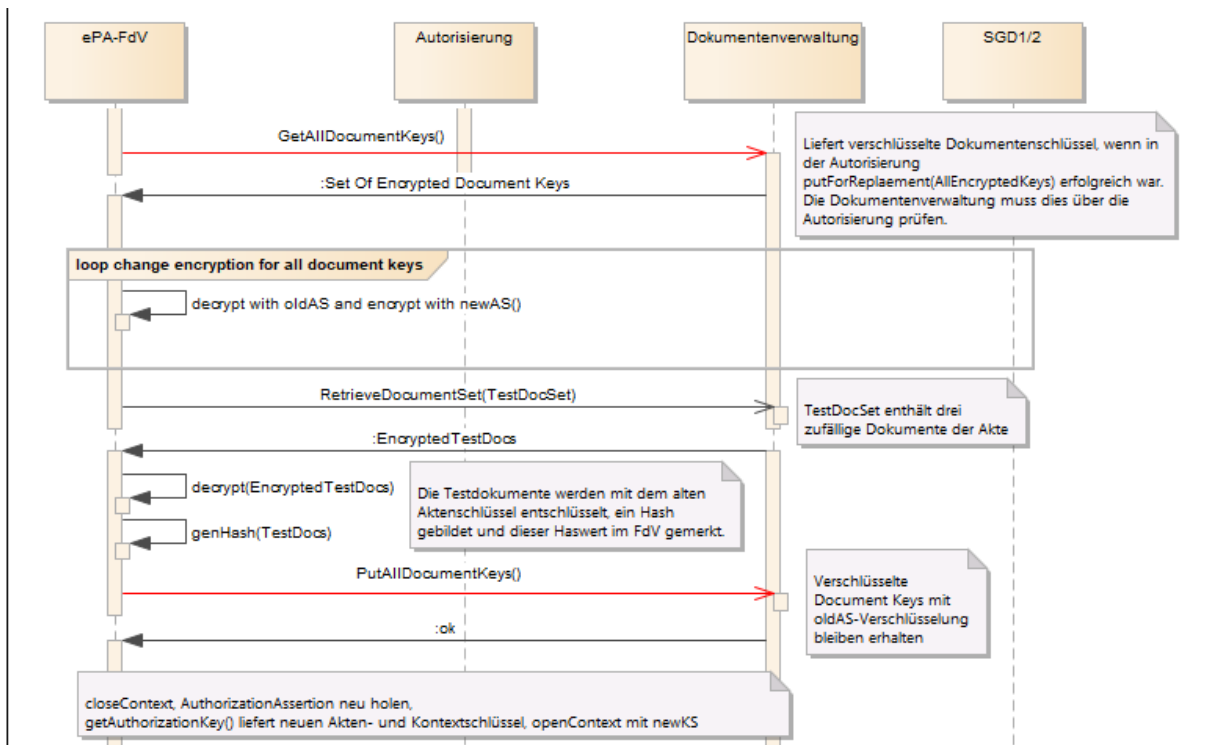 ePA-FdV
Autorisierung
Dokumentenverwaltung
SGD1/2
GetAllDocumentKeys()
Liefert verschlüsselte Dokumentenschlüssel, wenn in
der Autorisierung
putForReplaement(AllEncryptedKeys) erfolgreich war.
Die Dokumentenverwaltung muss dies über die
Autorisierung prüfen.
:Set Of Encrypted Document Keys
loop change encryption for all document keys
decrypt with oldAS and encrypt with newAS()
RetrieveDocumentSet(TestDocSet)
TestDocSet enthält drei
zufällige Dokumente der Akte
:EncryptedTestDocs
decrypt(EncryptedTestDocs)
Die Testdokumente werden mit dem alten
Aktenschlüssel entschlüsselt, ein Hash
gebildet und dieser Haswert im FdV gemerkt.
genHash(TestDocs)
PutAllDocumentKeys()
Verschlüsselte
Document Keys mit
oldAS-Verschlüsselung
bleiben erhalten
:ok
closeContext, AuthorizationAssertion neu holen,
getAuthorizationKey() liefert neuen Akten- und Kontextschlüssel, openContext mit newKS